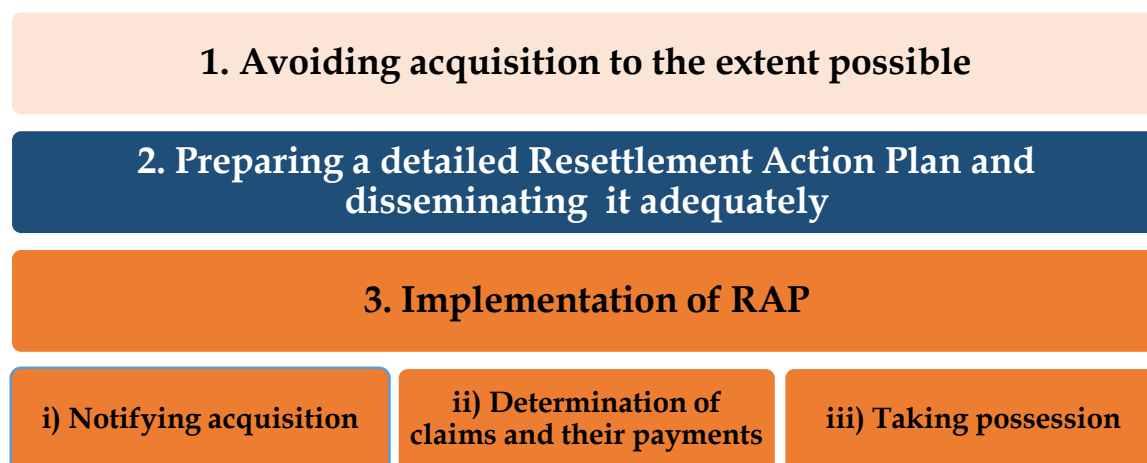 1. Avoiding acquisition to the extent possible
2. Preparing a detailed Resettlement Action Plan and
disseminating it adequately
3. Implementation of RAP
i) Notifying acquisition
ii) Determination of
claims and their payments
iii) Taking possession